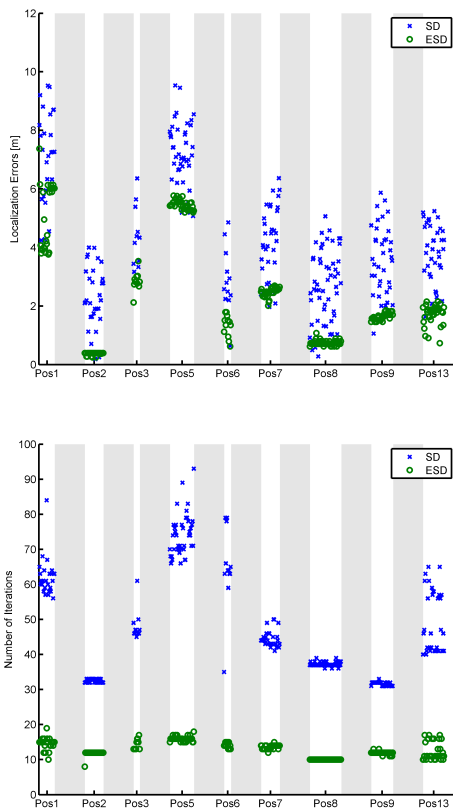 12
10
8
6
4
2
0
Localization Errors [m]
SD
ESD
Pos1 Pos2 Pos3 Pos5 Pos6 Pos7 Pos8 Pos9 Pos13
100
90
80
70
60
50
40
30
20
10
0
Number of Iterations
SD
ESD
Pos1 Pos2 Pos3 Pos5 Pos6 Pos7 Pos8 Pos9 Pos13